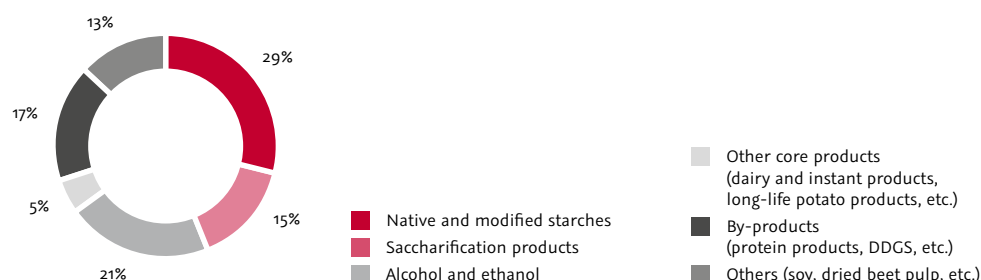 13%
29%
17%
5%
15%
21%
Native and modified starches
Saccharification products
Alcohol and ethanol
Other core products
(dairy and instant products,
long-life potato products, etc.)
By-products
(protein products, DDGS, etc.)
Others (soy, dried beet pulp, etc.)